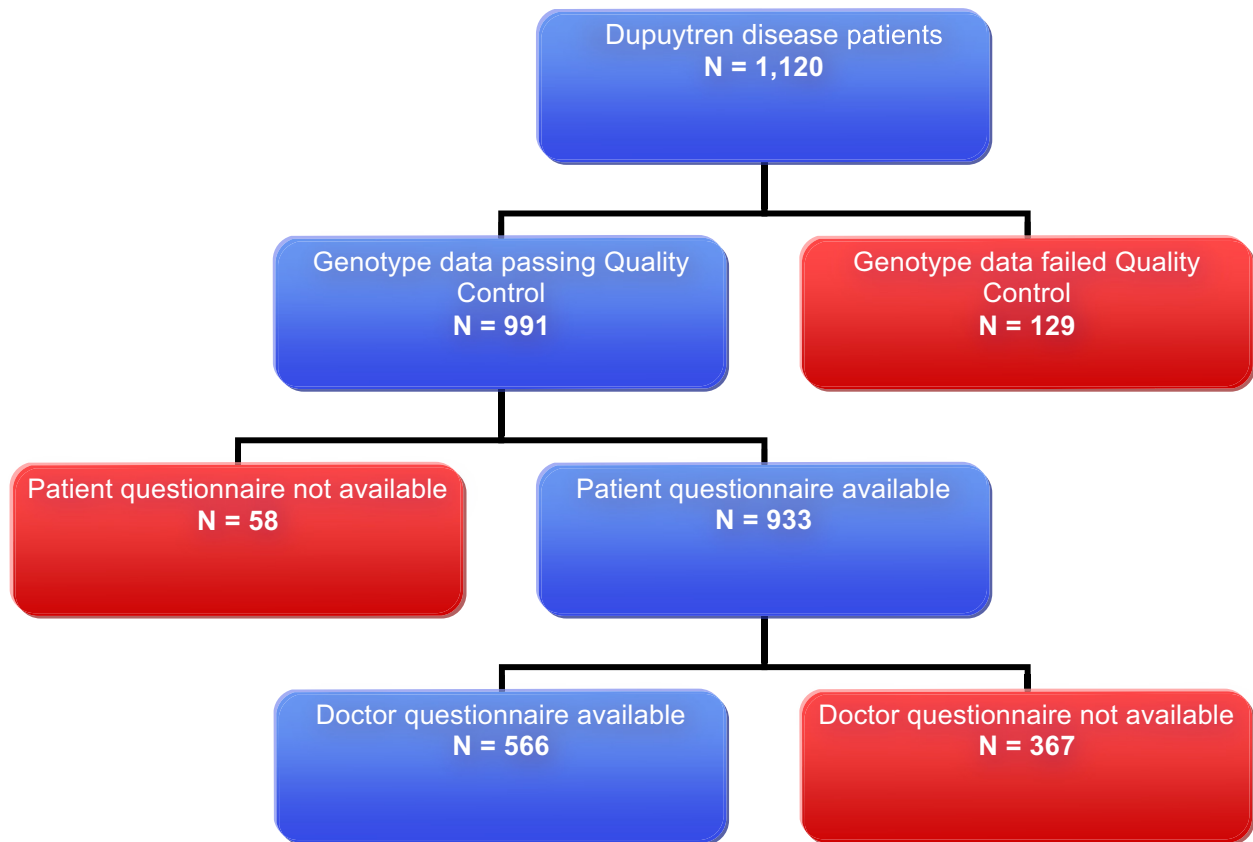 Dupuytren disease patients
N = 1,120
Genotype data passing Quality
Control
N = 991
Genotype data failed Quality
Control
N = 129
Patient questionnaire not available
N = 58
Patient questionnaire available
N = 933
Doctor questionnaire available
N = 566
Doctor questionnaire not available
N = 367